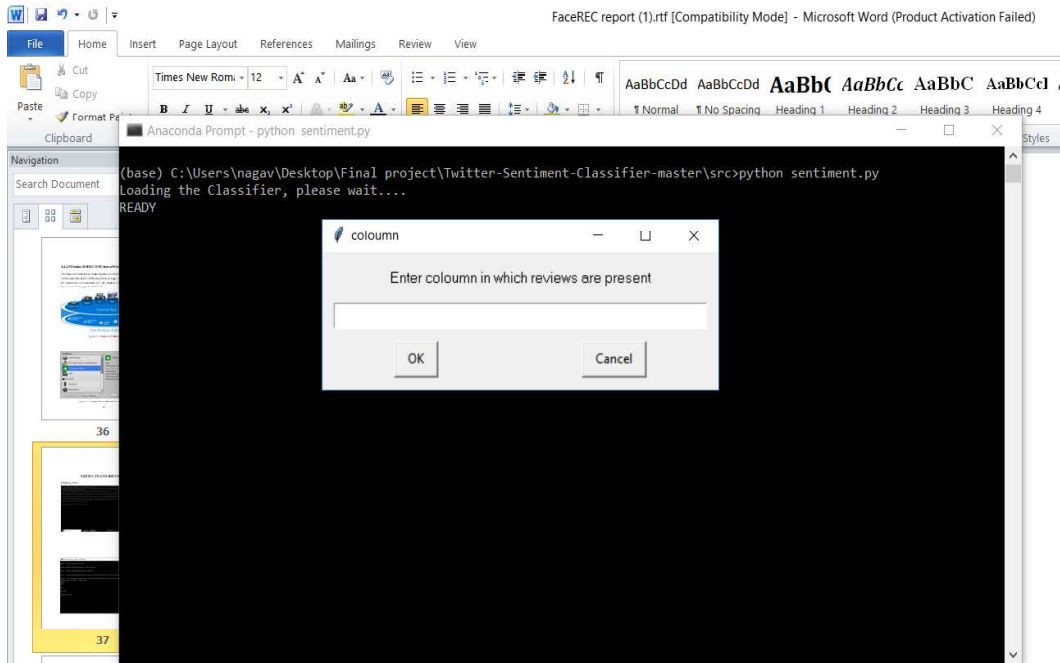 FaceREC report (1).rtf [Compatibility Mode] - Microsoft Word (Product Activation Failed)
File Home Insert Page Layout References Mailings Review View
Cut
Copy
Paste
Format
Clipboard
Times New Rom: 12
B I U abc
AaBbCcDd AaBbCcDd AaBb( AaBbCc AaBbC AaBbCcI
¶ Normal ¶ No Spacing Heading 1 Heading 2 Heading 3 Heading 4
Styles
Anaconda Prompt - python sentiment.py
Navigation
Search Document
(base) C:\Users\nagav\Desktop\Final project\Twitter-Sentiment-Classifier-master\src>python sentiment.py
Loading the Classifier, please wait....
READY
coloumn
Enter coloumn in which reviews are present
OK Cancel
36
37